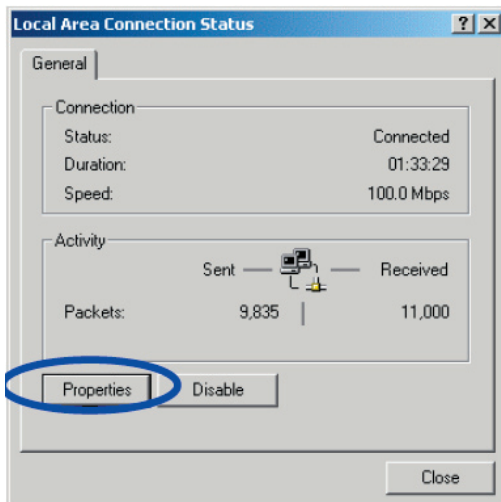 Local Area Connection Status
General
Connection
Status: Connected
Duration: 01:33:29
Speed: 100.0 Mbps
Activity
Sent Received
Packets: 9,835 11,000
Properties Disable
Close